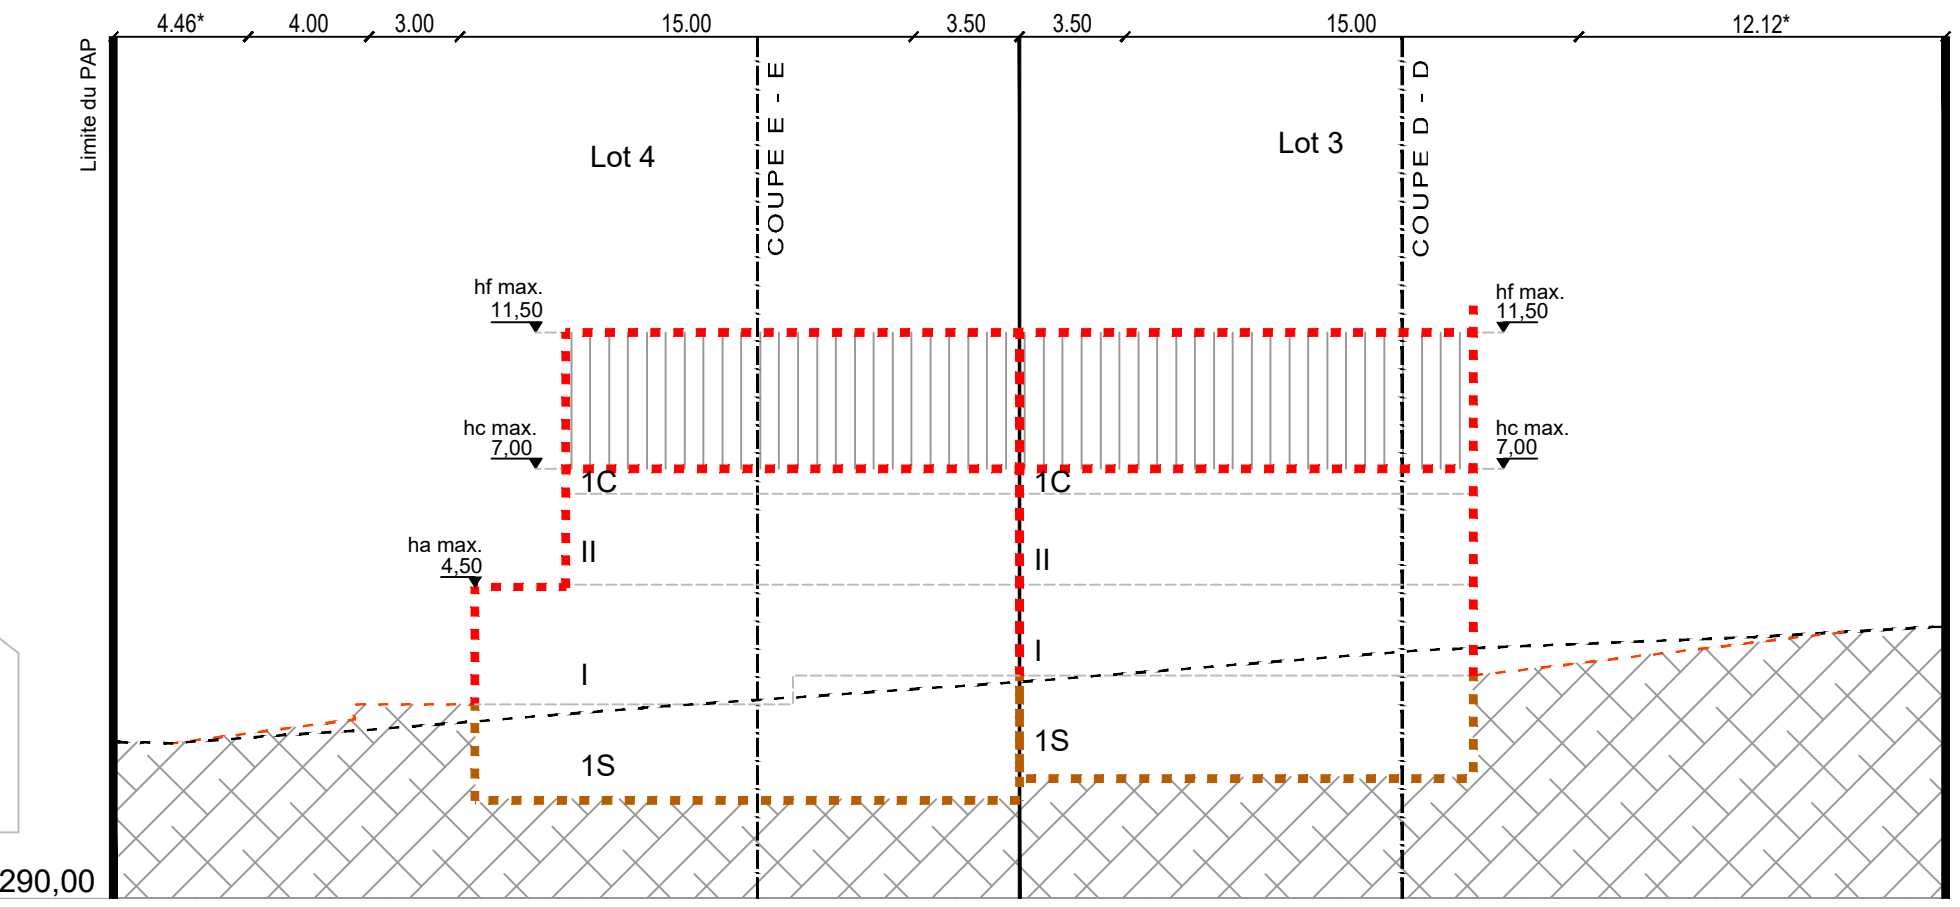 4.46* 4.00 3.00 15.00 3.50 3.50 15.00 12.12*
Limite du PAP
COUPE E - E
COUPE D - D
Lot 4
Lot 3
hf max.
11,50
hf max.
11,50
hc max.
7,00
hc max.
7,00
1C
1C
ha max.
4,50
II
II
I
I
1S
1S
290,00